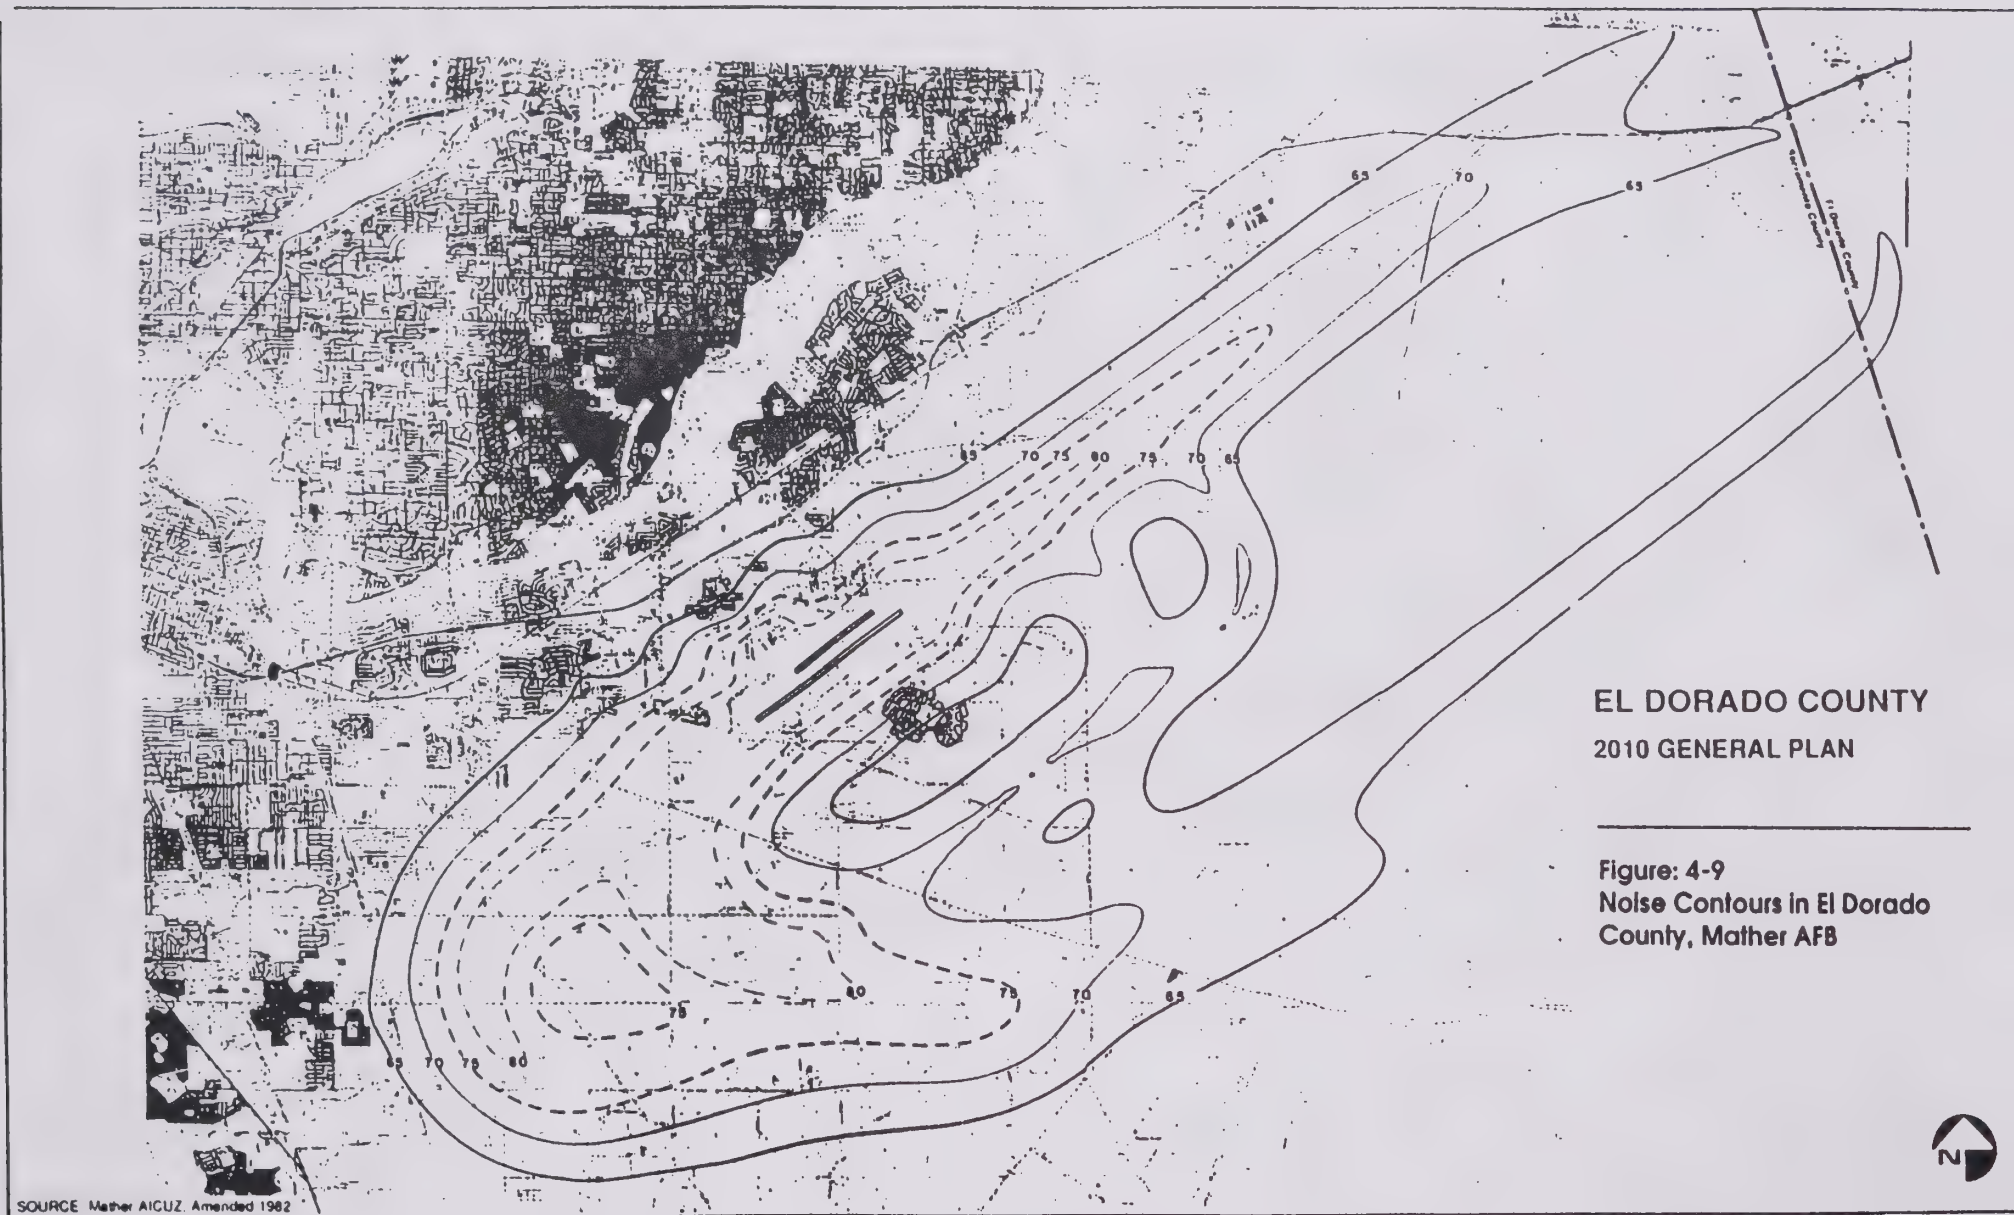 65
70
65
Sacramento County
El Dorado County
65 70 75 80 75 70 65
EL DORADO COUNTY
2010 GENERAL PLAN
Figure: 4-9
Noise Contours in El Dorado
County, Mather AFB
80 75 70 65
75
65 70 75 80
N
SOURCE Mather AICUZ, Amended 1982